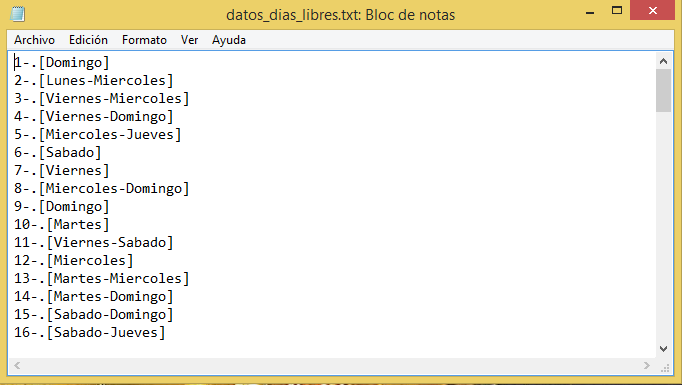 datos_dias_libres.txt: Bloc de notas
Archivo Edición Formato Ver Ayuda
1-.[Domingo]
2-.[Lunes-Miercoles]
3-.[Viernes-Miercoles]
4-.[Viernes-Domingo]
5-.[Miercoles-Jueves]
6-.[Sabado]
7-.[Viernes]
8-.[Miercoles-Domingo]
9-.[Domingo]
10-.[Martes]
11-.[Viernes-Sabado]
12-.[Miercoles]
13-.[Martes-Miercoles]
14-.[Martes-Domingo]
15-.[Sabado-Domingo]
16-.[Sabado-Jueves]